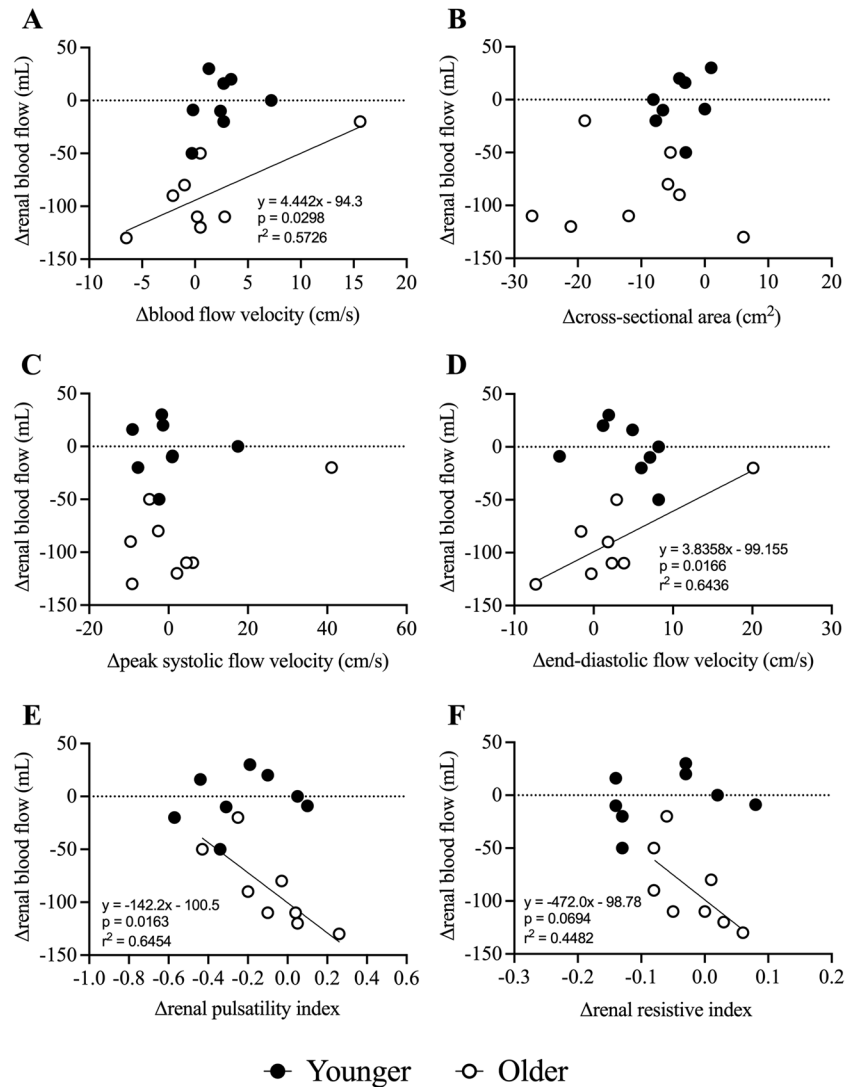 A
B
Δrenal blood flow (mL)
50
0
-50
-100
-150
y = 4.442x - 94.3
p = 0.0298
r² = 0.5726
-10 -5 0 5 10 15 20
Δblood flow velocity (cm/s)
Δrenal blood flow (mL)
50
0
-50
-100
-150
-30 -20 -10 0 10 20
Δcross-sectional area (cm²)
C
D
Δrenal blood flow (mL)
50
0
-50
-100
-150
-20 0 20 40 60
Δpeak systolic flow velocity (cm/s)
Δrenal blood flow (mL)
50
0
-50
-100
-150
y = 3.8358x - 99.155
p = 0.0166
r² = 0.6436
-10 0 10 20 30
Δend-diastolic flow velocity (cm/s)
E
F
Δrenal blood flow (mL)
50
0
-50
-100
-150
y = -142.2x - 100.5
p = 0.0163
r² = 0.6454
-1.0 -0.8 -0.6 -0.4 -0.2 0.0 0.2 0.4 0.6
Δrenal pulsatility index
Δrenal blood flow (mL)
50
0
-50
-100
-150
y = -472.0x - 98.78
p = 0.0694
r² = 0.4482
-0.3 -0.2 -0.1 0.0 0.1 0.2
Δrenal resistive index
Younger Older